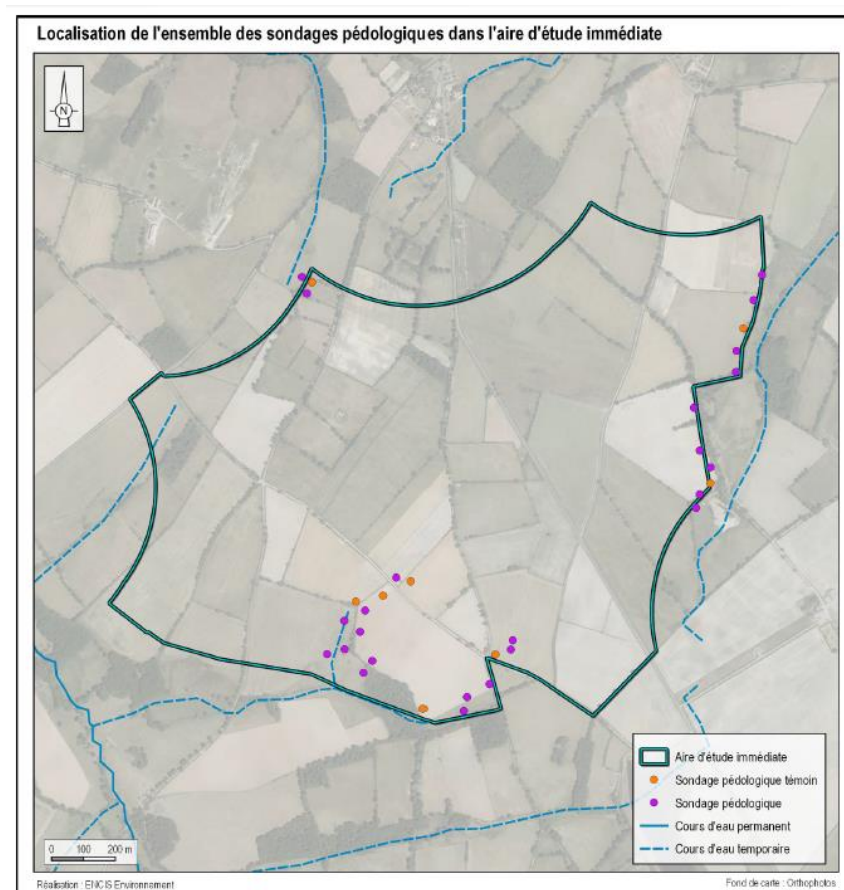 Localisation de l'ensemble des sondages pédologiques dans l'aire d'étude immédiate
N
Aire d'étude immédiate
Sondage pédologique témoin
Sondage pédologique
Cours d'eau permanent
Cours d'eau temporaire
0 100 200 m
Réalisation : ENCIS Environnement
Fond de carte : Orthophotos